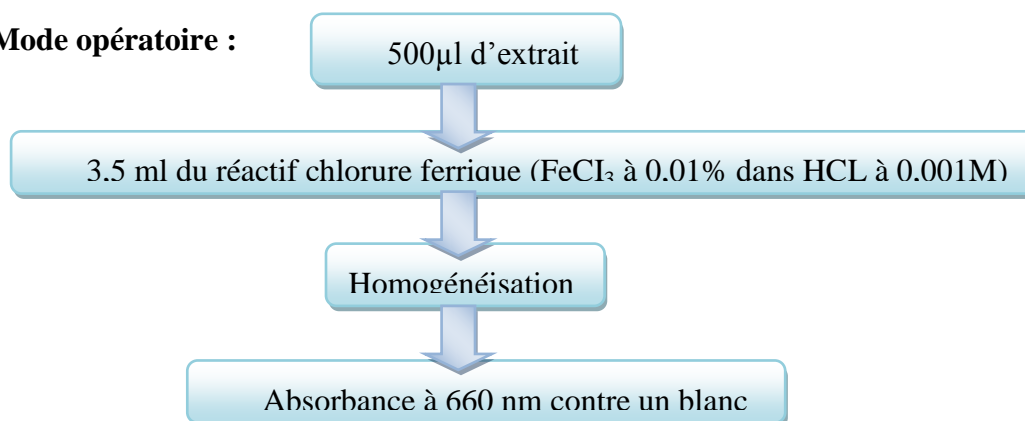 Mode opératoire :
500µl d’extrait
3,5 ml du réactif chlorure ferrique (FeCI₃ à 0,01% dans HCL à 0,001M)
Homogénéisation
Absorbance à 660 nm contre un blanc